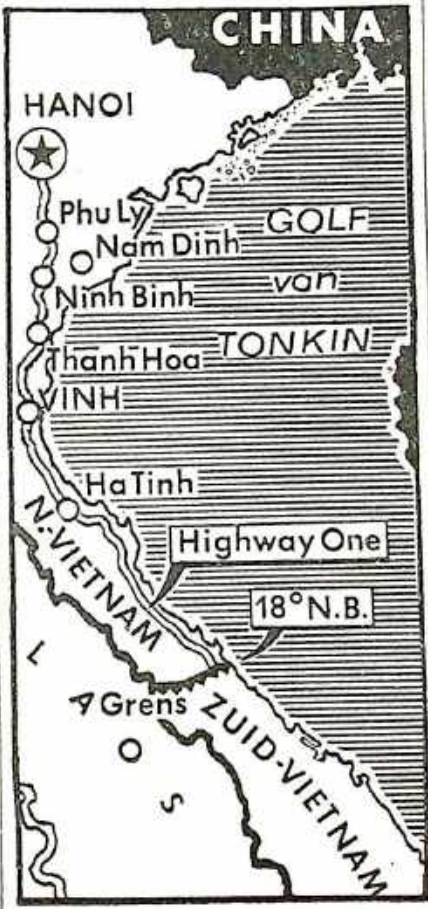 CHINA
HANOI
Phu Ly
Nam Dinh
GOLF
van
TONKIN
Ninh Binh
Thanh Hoa
VINH
Ha Tinh
Highway One
N.-VIETNAM
18° N.B.
Grens
ZUID-VIETNAM
L
A
O
S